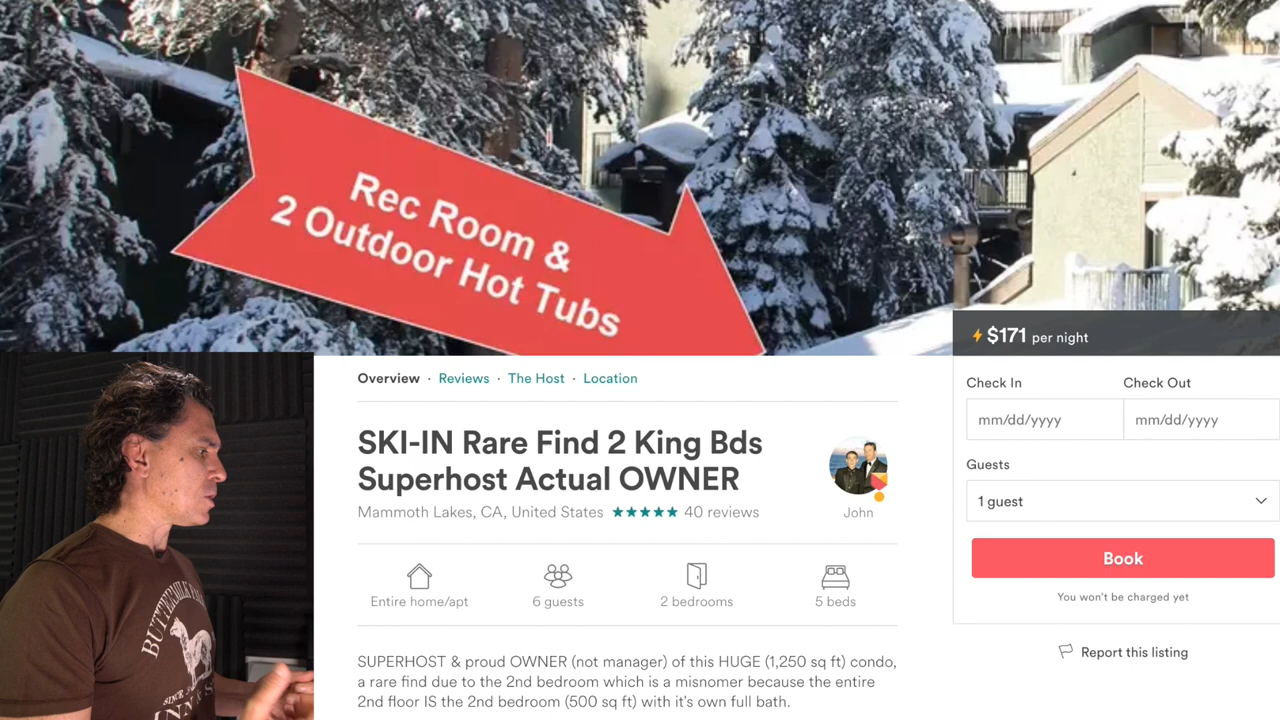 Rec Room &
2 Outdoor Hot Tubs
$171 per night
Overview · Reviews · The Host · Location
Check In
Check Out
mm/dd/yyyy
mm/dd/yyyy
SKI-IN Rare Find 2 King Bds
Superhost Actual OWNER
Mammoth Lakes, CA, United States ★★★★★ 40 reviews
John
Guests
1 guest
Book
You won't be charged yet
Entire home/apt
6 guests
2 bedrooms
5 beds
Report this listing
SUPERHOST & proud OWNER (not manager) of this HUGE (1,250 sq ft) condo,
a rare find due to the 2nd bedroom which is a misnomer because the entire
2nd floor IS the 2nd bedroom (500 sq ft) with it's own full bath.
SINCE